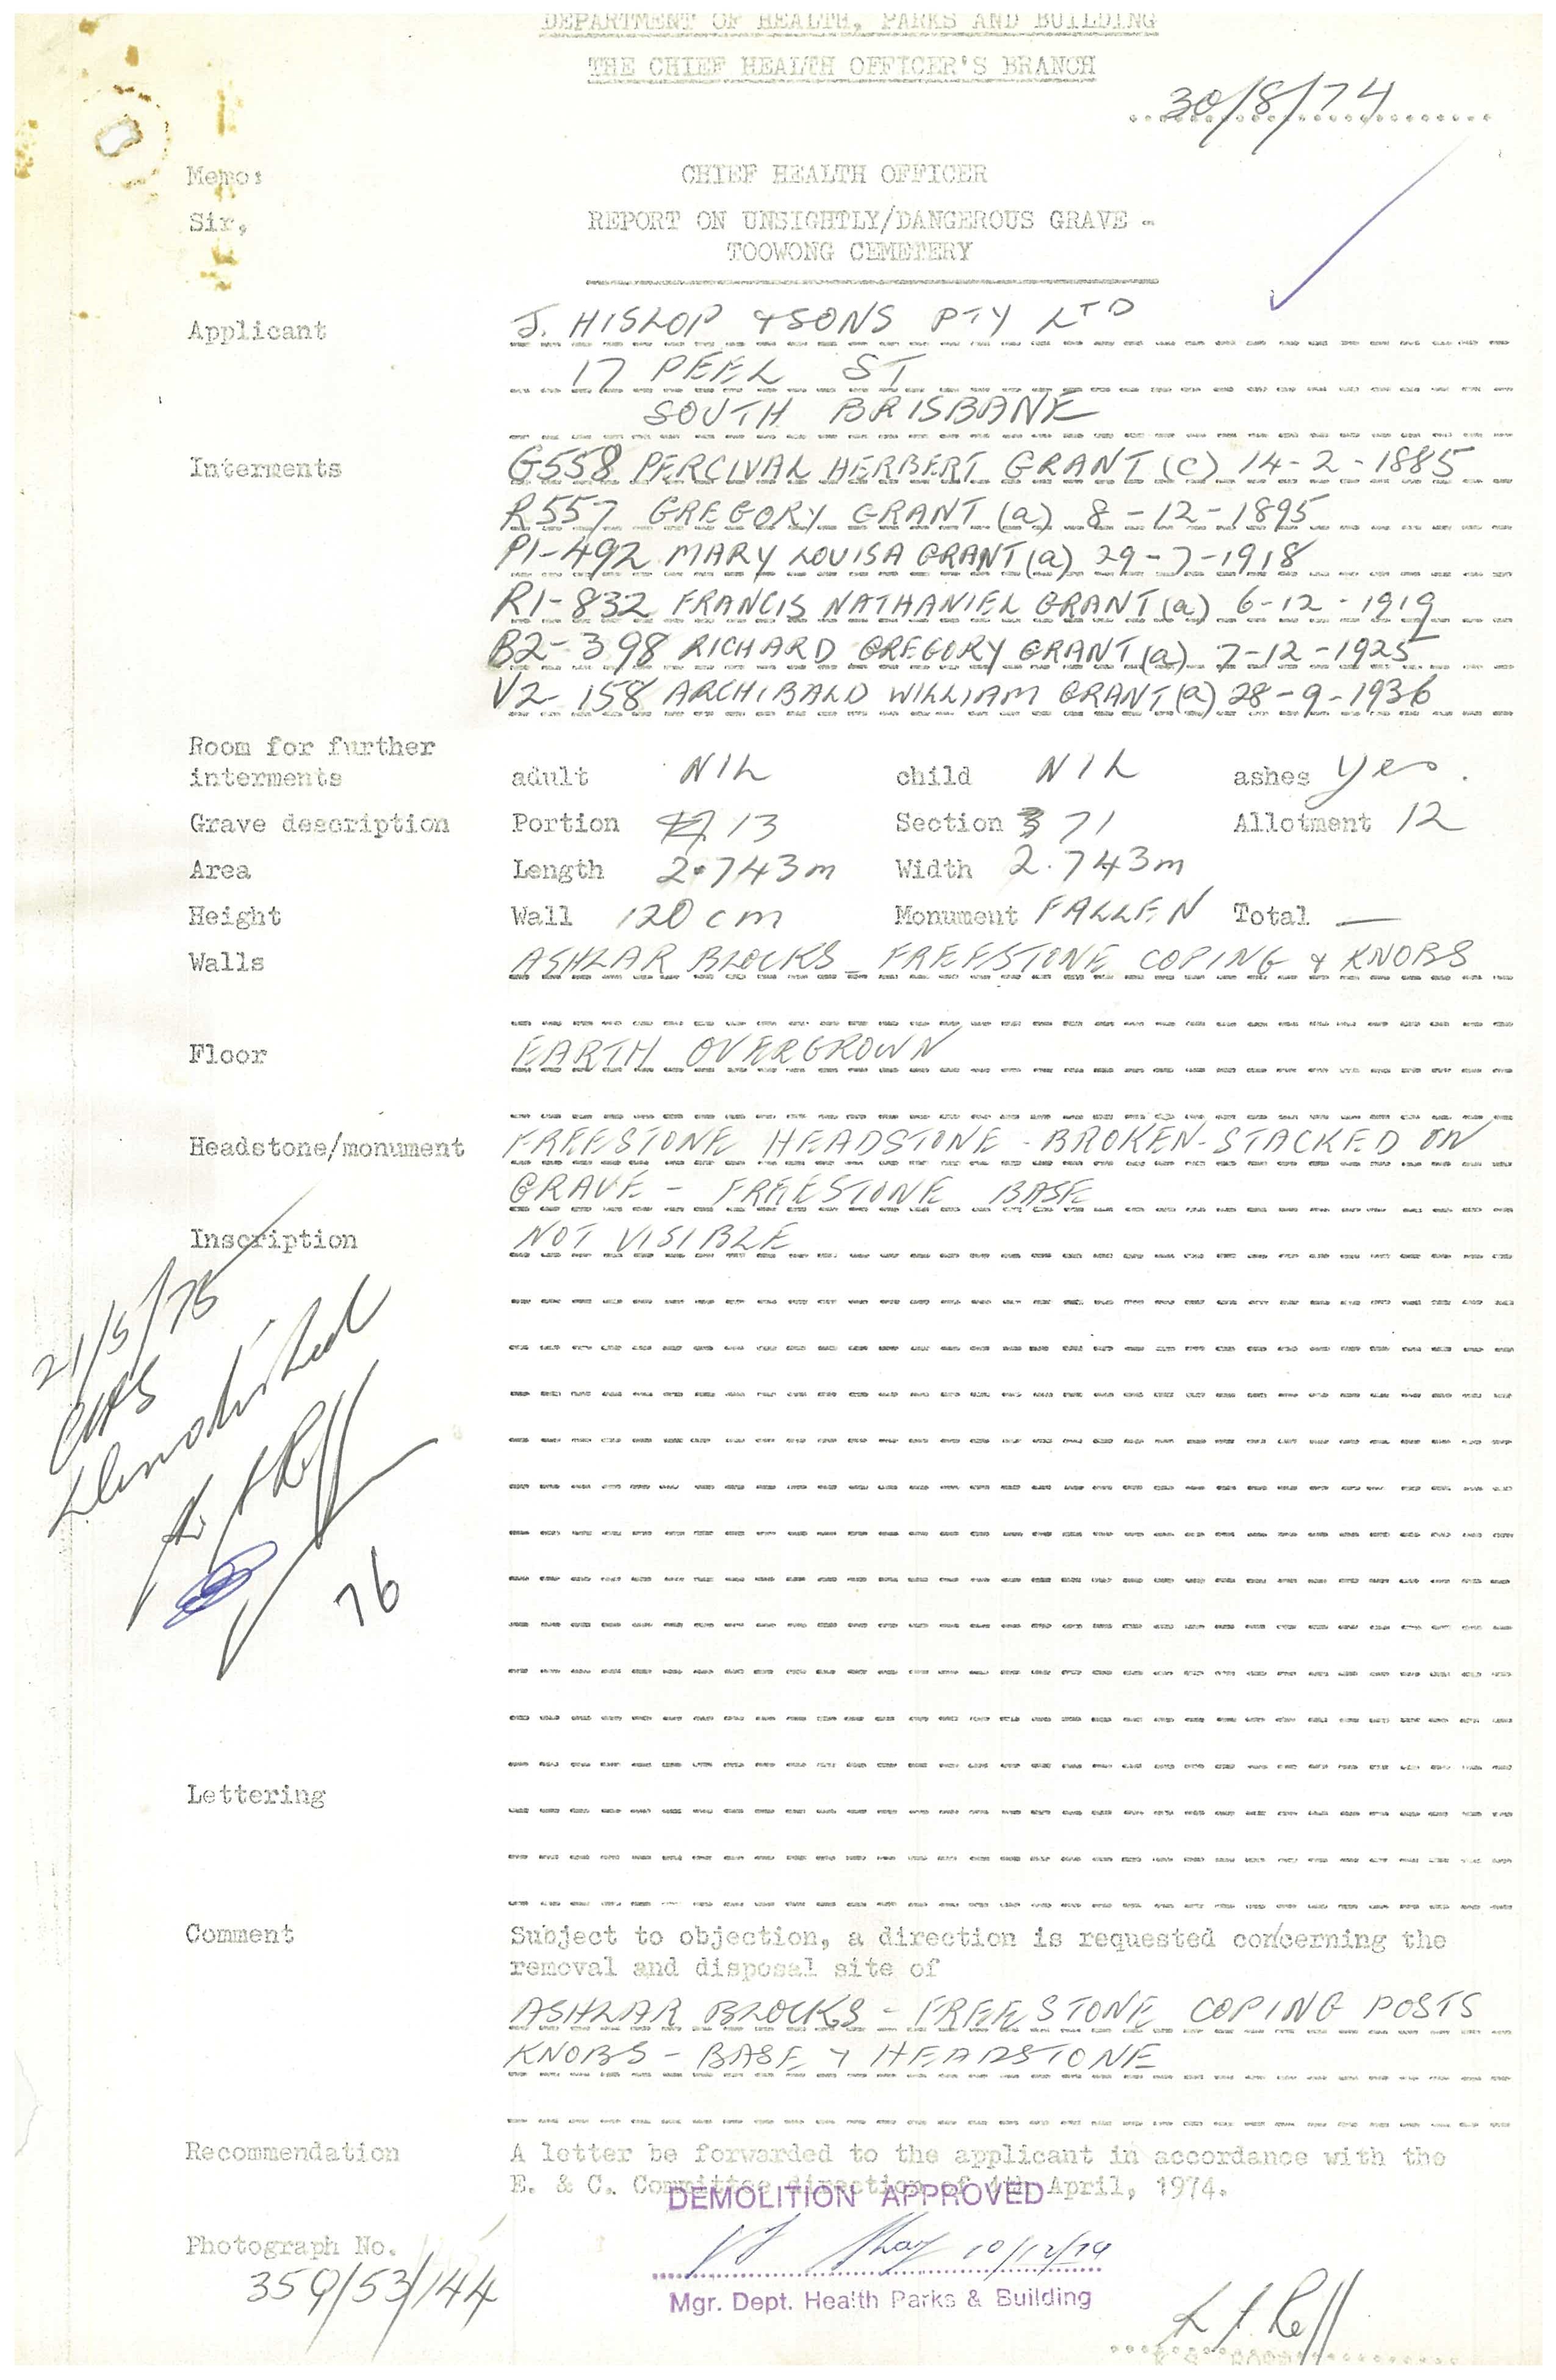 DEPARTMENT OF HEALTH, PARKS AND BUILDING
THE CHIEF HEALTH OFFICER'S BRANCH
30/8/74
Memo: CHIEF HEALTH OFFICER
Sir, REPORT ON UNSIGHTLY/DANGEROUS GRAVE -
TOOWONG CEMETERY
Applicant J. HISLOP & SONS PTY LTD
17 PEEL ST
SOUTH BRISBANE
Interments G558 PERCIVAL HERBERT GRANT (c) 14-2-1885
R557 GREGORY GRANT (a) 8-12-1895
P1-492 MARY LOUISA GRANT (a) 29-7-1918
R1-832 FRANCIS NATHANIEL GRANT (a) 6-12-1919
B2-398 RICHARD GREGORY GRANT (a) 7-12-1925
V2-158 ARCHIBALD WILLIAM GRANT (a) 28-9-1936
Room for further
interments adult NIL child NIL ashes yes.
Grave description Portion 13 Section 71 Allotment 12
Area Length 2.743m Width 2.743m
Height Wall 120 cm Monument FALLEN Total —
Walls ASHLAR BLOCKS - FREESTONE COPING & KNOBS
Floor EARTH OVERGROWN
Headstone/monument FREESTONE HEADSTONE - BROKEN - STACKED ON
GRAVE - FREESTONE BASE
Inscription NOT VISIBLE
21/5/75
demolished
76
Lettering
Comment Subject to objection, a direction is requested concerning the
removal and disposal site of
ASHLAR BLOCKS - FREESTONE COPING POSTS
KNOBS - BASE & HEADSTONE
Recommendation A letter be forwarded to the applicant in accordance with the
E. & C. Committee direction of 4th April, 1974.
DEMOLITION APPROVED
Photograph No.
10/12/74
359/53/144
Mgr. Dept. Health Parks & Building